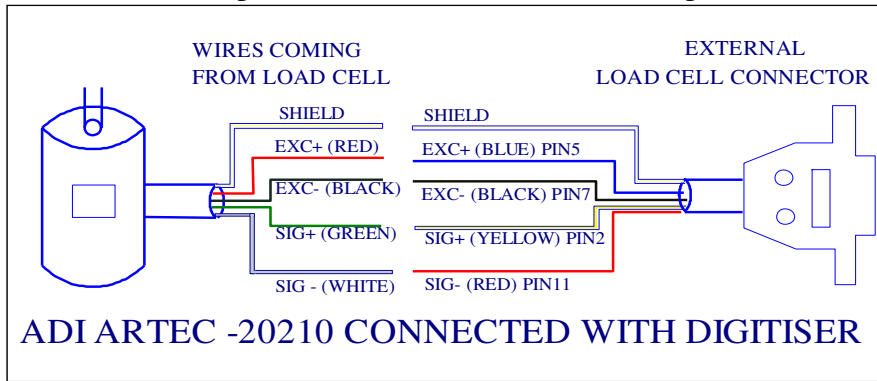 WIRES COMING
FROM LOAD CELL
EXTERNAL
LOAD CELL CONNECTOR
SHIELD
SHIELD
EXC+ (RED)
EXC+ (BLUE) PIN5
EXC- (BLACK)
EXC- (BLACK) PIN7
SIG+ (GREEN)
SIG+ (YELLOW) PIN2
SIG - (WHITE)
SIG- (RED) PIN11
ADI ARTEC -20210 CONNECTED WITH DIGITISER